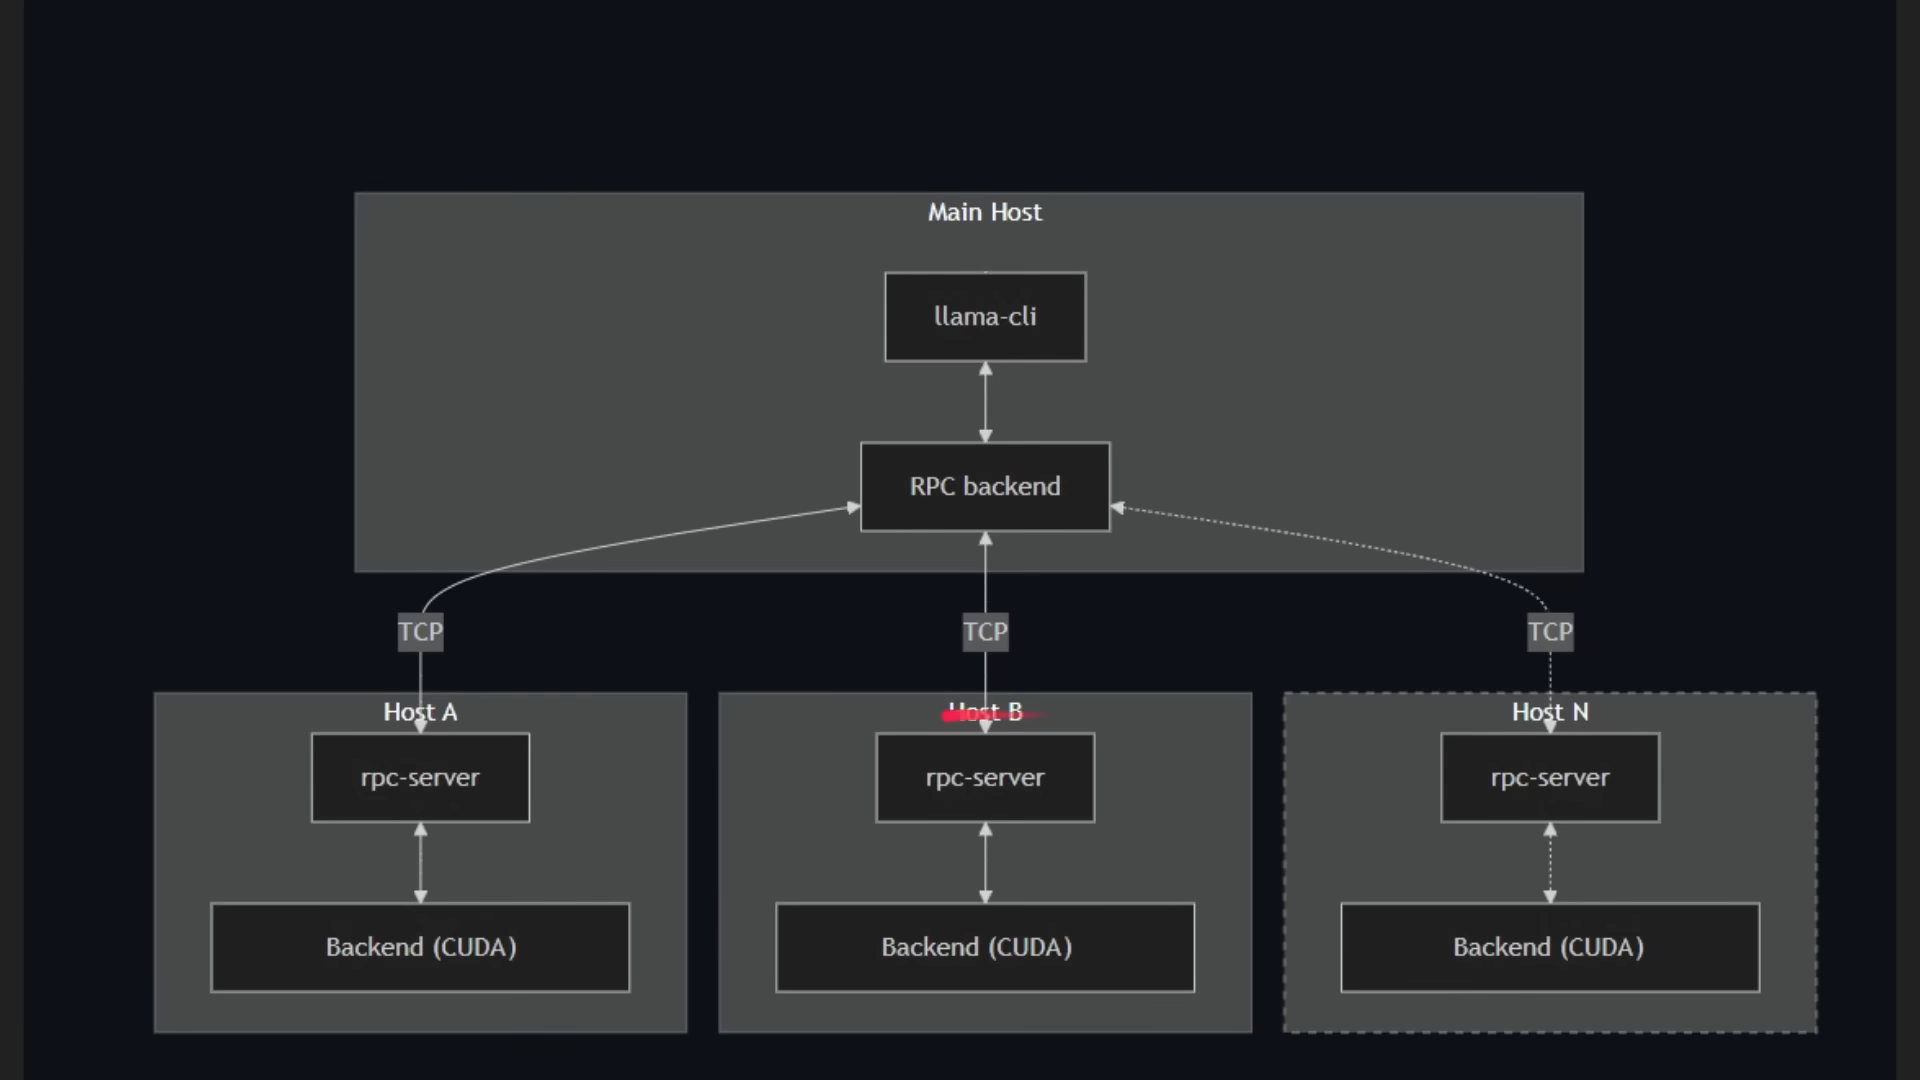 Main Host
llama-cli
RPC backend
TCP
TCP
TCP
Host A
Host B
Host N
rpc-server
rpc-server
rpc-server
Backend (CUDA)
Backend (CUDA)
Backend (CUDA)